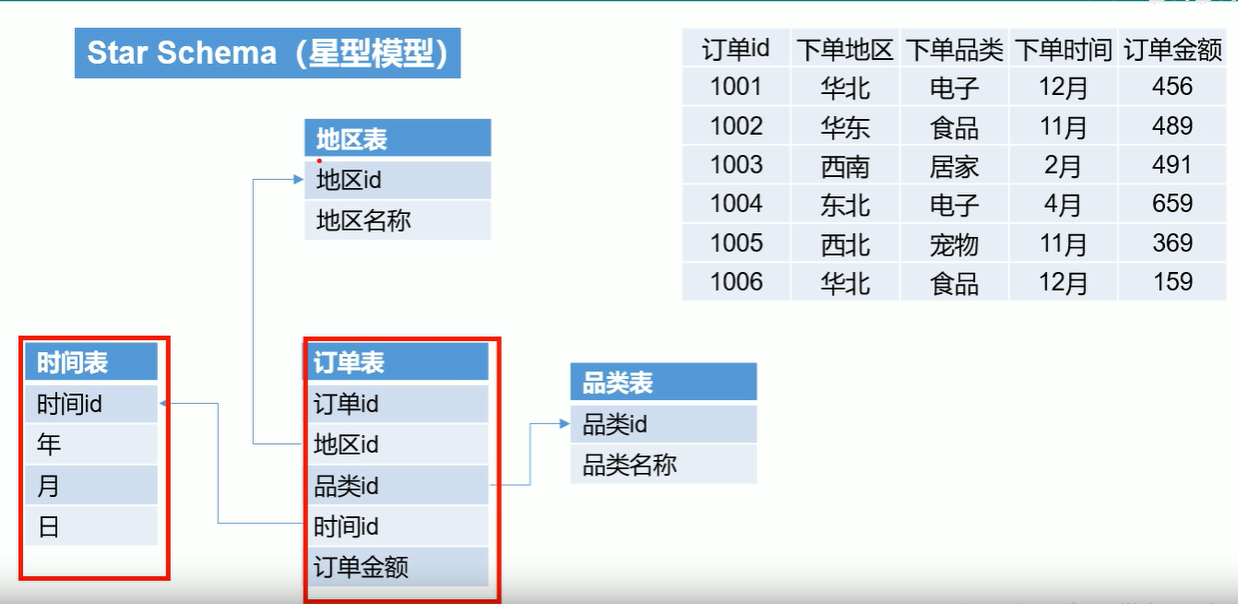 Star Schema（星型模型）
订单id 下单地区 下单品类 下单时间 订单金额
1001 华北 电子 12月 456
1002 华东 食品 11月 489
1003 西南 居家 2月 491
1004 东北 电子 4月 659
1005 西北 宠物 11月 369
1006 华北 食品 12月 159
地区表
地区id
地区名称
时间表
时间id
年
月
日
订单表
订单id
地区id
品类id
时间id
订单金额
品类表
品类id
品类名称